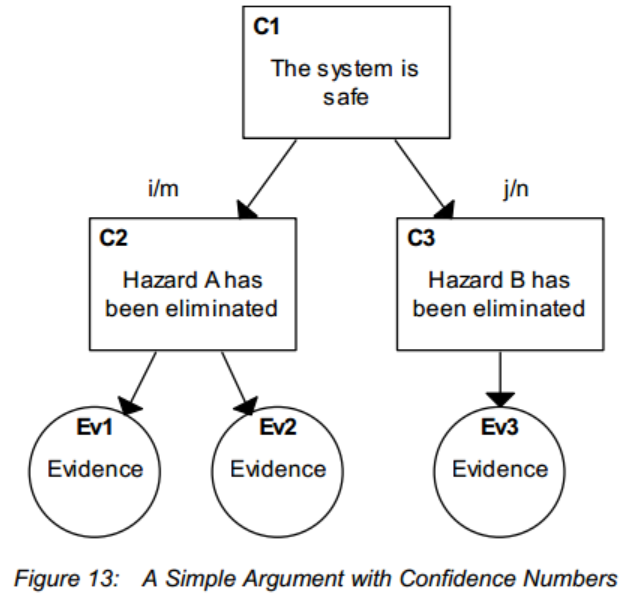 C1
The system is
safe
i/m
j/n
C2
Hazard A has
been eliminated
C3
Hazard B has
been eliminated
Ev1
Evidence
Ev2
Evidence
Ev3
Evidence
Figure 13: A Simple Argument with Confidence Numbers